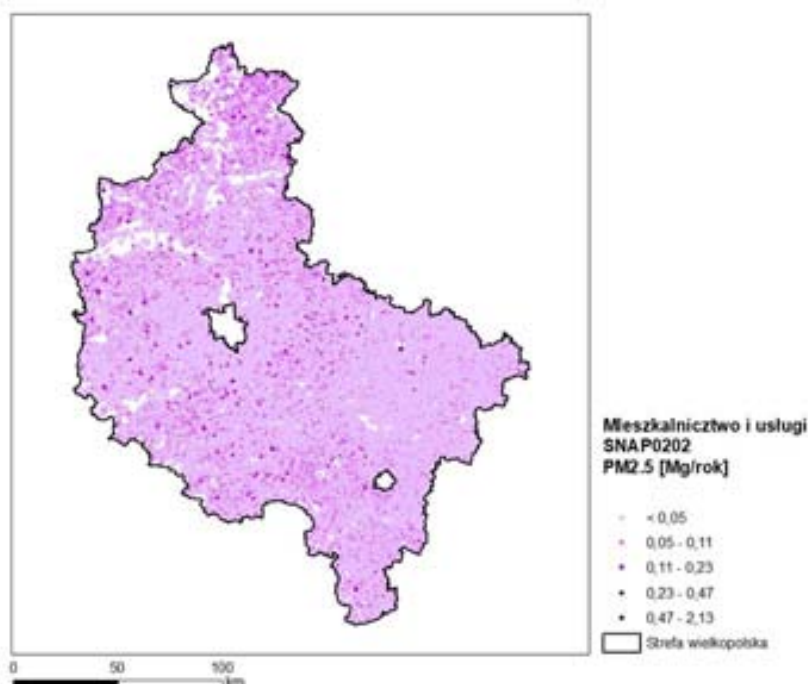 Mieszkalnictwo i usługi
SNAP0202
PM2.5 [Mg/rok]
< 0,05
0,05 - 0,11
0,11 - 0,23
0,23 - 0,47
0,47 - 2,13
Strefa wielkopolska
0 50 100
km